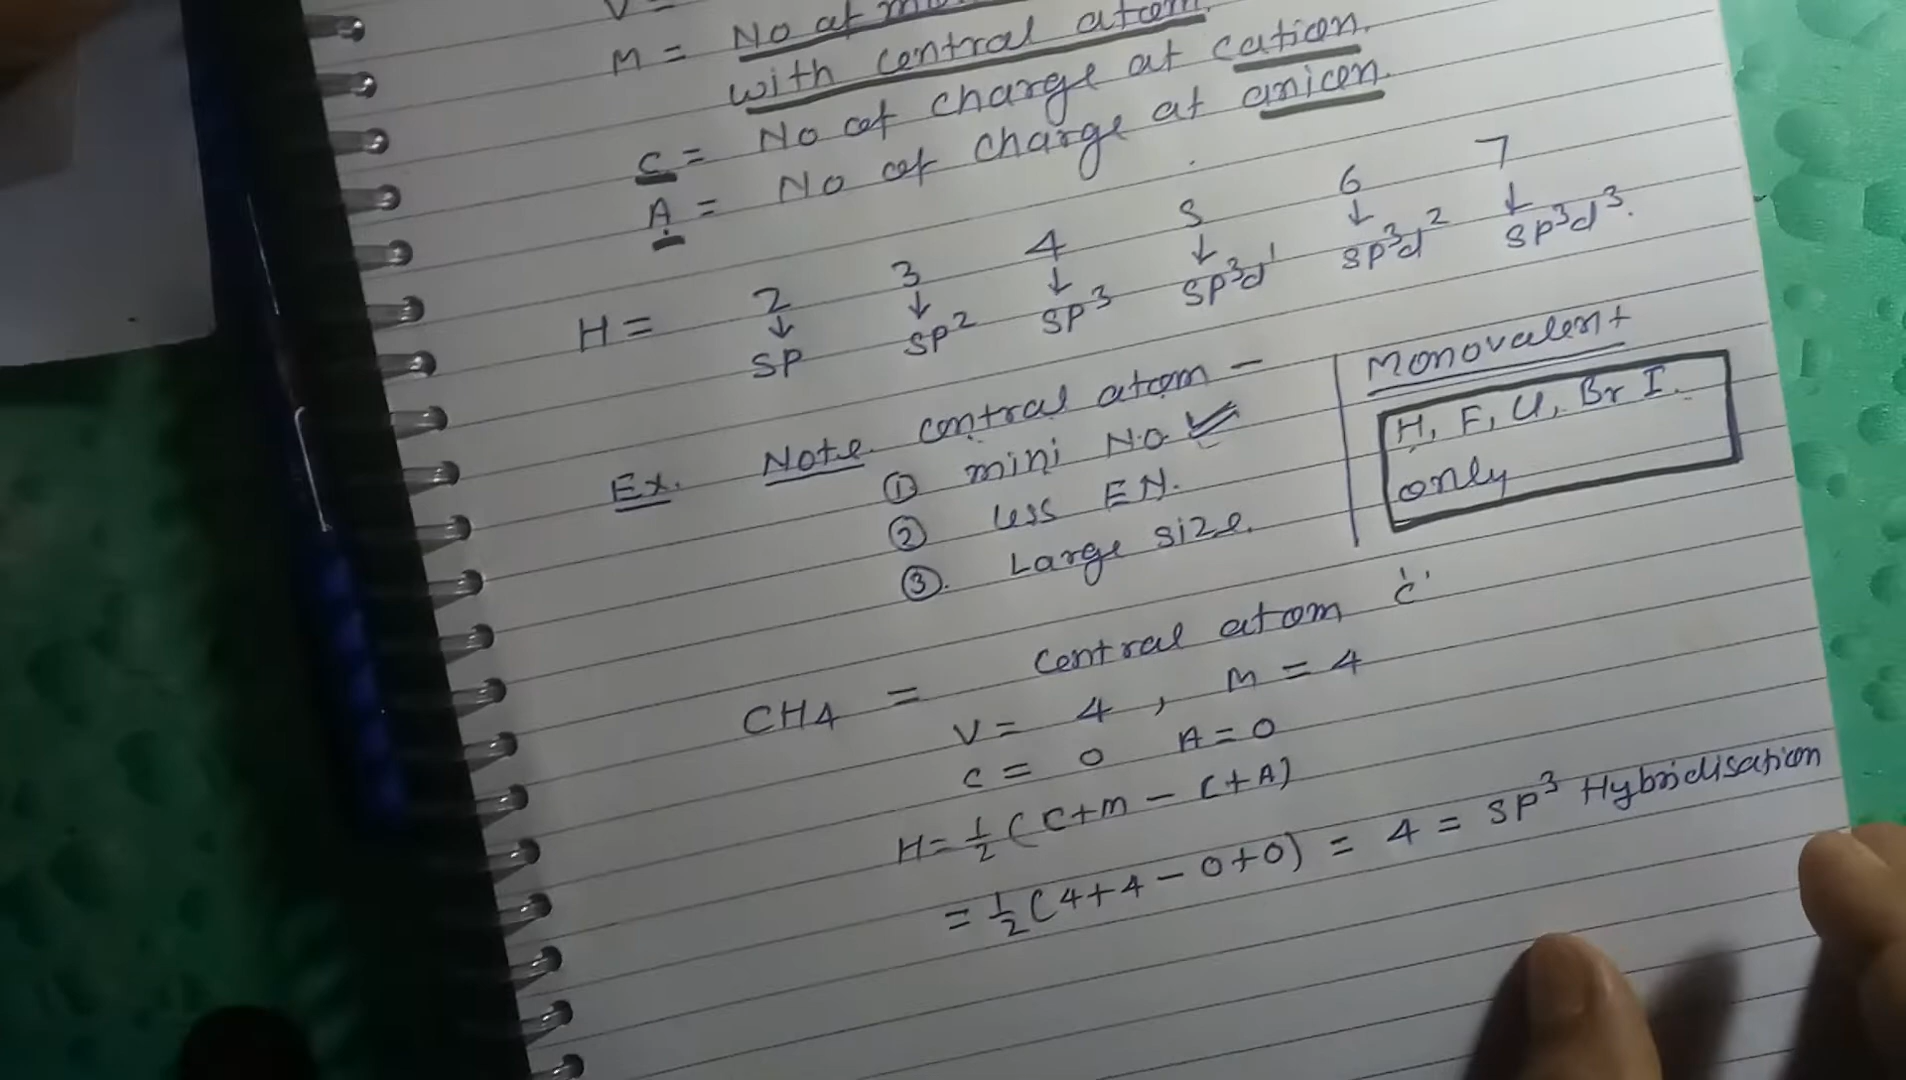 V =
M = No of
with central atom.
C = No of charge at cation.
A = No of charge at anion.
H = 2 3 4 5 6 7
↓ ↓ ↓ ↓ ↓ ↓
SP SP² SP³ SP³d¹ SP³d² SP³d³.
Ex. Note. central atom –
① mini No.
② Less EN.
③. Large size.
Monovalent
H, F, Cl, Br I.
only
CH4 = central atom 'c'
V = 4 , M = 4
C = 0 A = 0
H = 1/2 (C+M - C+A)
= 1/2 (4+4 - 0+0) = 4 = SP³ Hybridisation